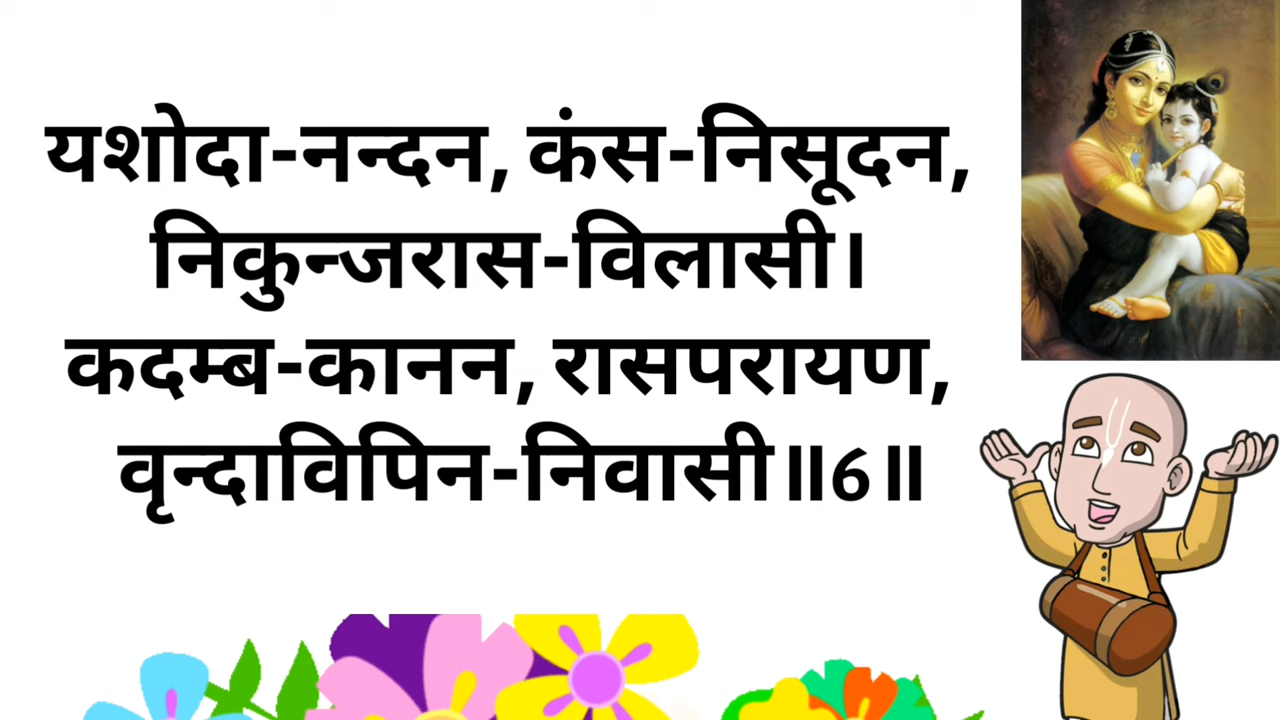 यशोदा-नन्दन, कंस-निसूदन,
निकुन्जरास-विलासी।
कदम्ब-कानन, रासपरायण,
वृन्दाविपिन-निवासी॥6॥